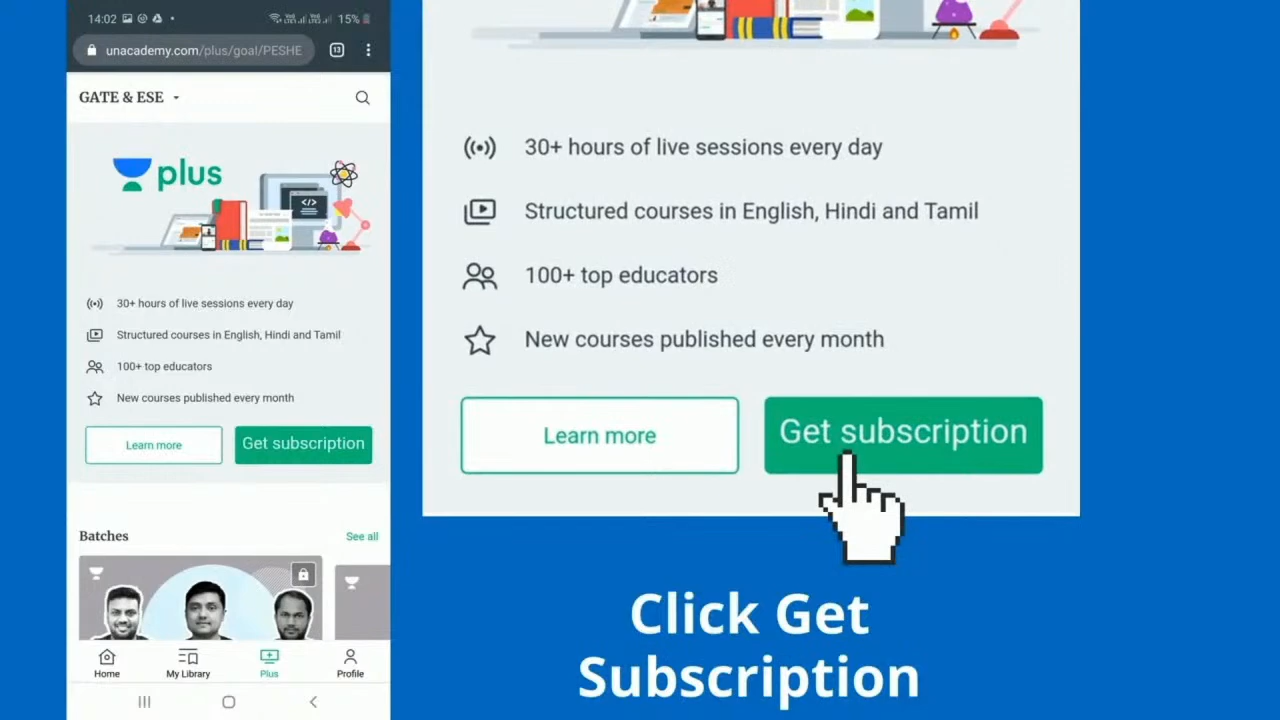 14:02
15%
unacademy.com/plus/goal/PESHE
13
GATE & ESE
plus
30+ hours of live sessions every day
Structured courses in English, Hindi and Tamil
100+ top educators
New courses published every month
Learn more
Get subscription
Batches
See all
Home
My Library
Plus
Profile
30+ hours of live sessions every day
Structured courses in English, Hindi and Tamil
100+ top educators
New courses published every month
Learn more
Get subscription
Click Get
Subscription